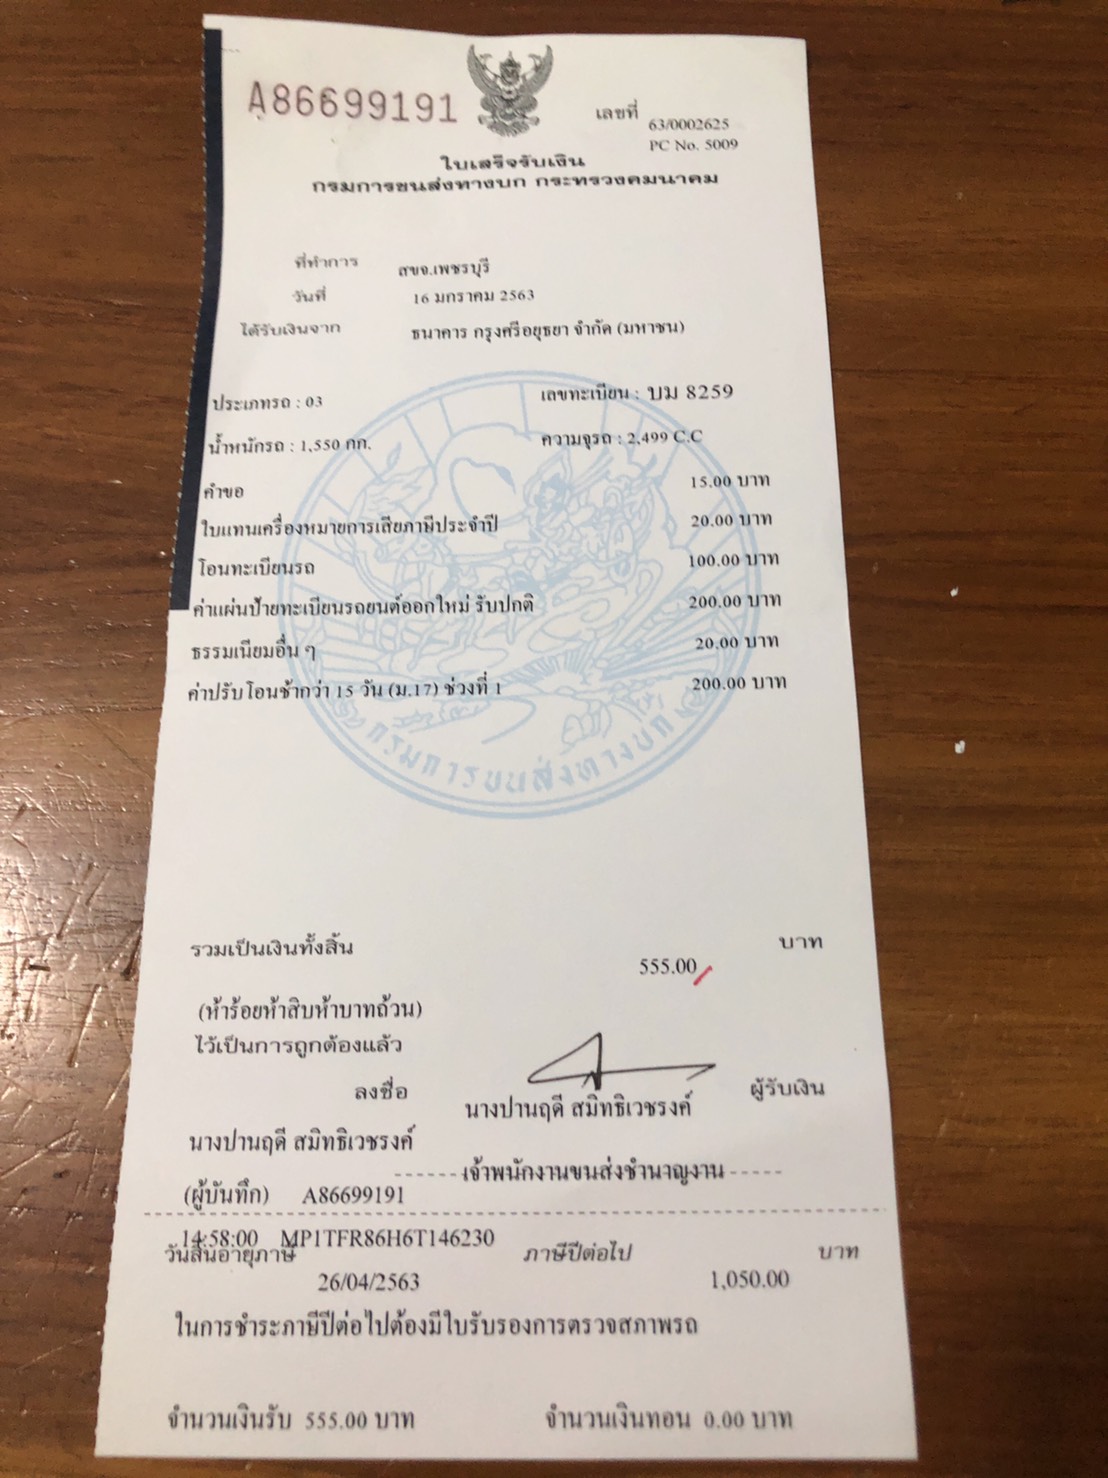 A86699191
เลขที่ 63/0002625
PC No. 5009
ใบเสร็จรับเงิน
กรมการขนส่งทางบก กระทรวงคมนาคม
ที่ทำการ สขจ.เพชรบุรี
วันที่ 16 มกราคม 2563
ได้รับเงินจาก ธนาคาร กรุงศรีอยุธยา จำกัด (มหาชน)
ประเภทรถ : 03 เลขทะเบียน : บม 8259
น้ำหนักรถ : 1,550 กก. ความจุรถ : 2,499 C.C
คำขอ 15.00 บาท
ใบแทนเครื่องหมายการเสียภาษีประจำปี 20.00 บาท
โอนทะเบียนรถ 100.00 บาท
ค่าแผ่นป้ายทะเบียนรถยนต์ออกใหม่ รับปกติ 200.00 บาท
ธรรมเนียมอื่น ๆ 20.00 บาท
ค่าปรับโอนช้ากว่า 15 วัน (ม.17) ช่วงที่ 1 200.00 บาท
กรมการขนส่งทางบก
รวมเป็นเงินทั้งสิ้น 555.00 บาท
(ห้าร้อยห้าสิบห้าบาทถ้วน)
ไว้เป็นการถูกต้องแล้ว
ลงชื่อ ผู้รับเงิน
นางปานฤดี สมิทธิเวชรงค์
นางปานฤดี สมิทธิเวชรงค์
------เจ้าพนักงานขนส่งชำนาญงาน-----
(ผู้บันทึก) A86699191
14:58:00 MP1TFR86H6T146230
วันสิ้นอายุภาษี ภาษีปีต่อไป บาท
26/04/2563 1,050.00
ในการชำระภาษีปีต่อไปต้องมีใบรับรองการตรวจสภาพรถ
จำนวนเงินรับ 555.00 บาท จำนวนเงินทอน 0.00 บาท